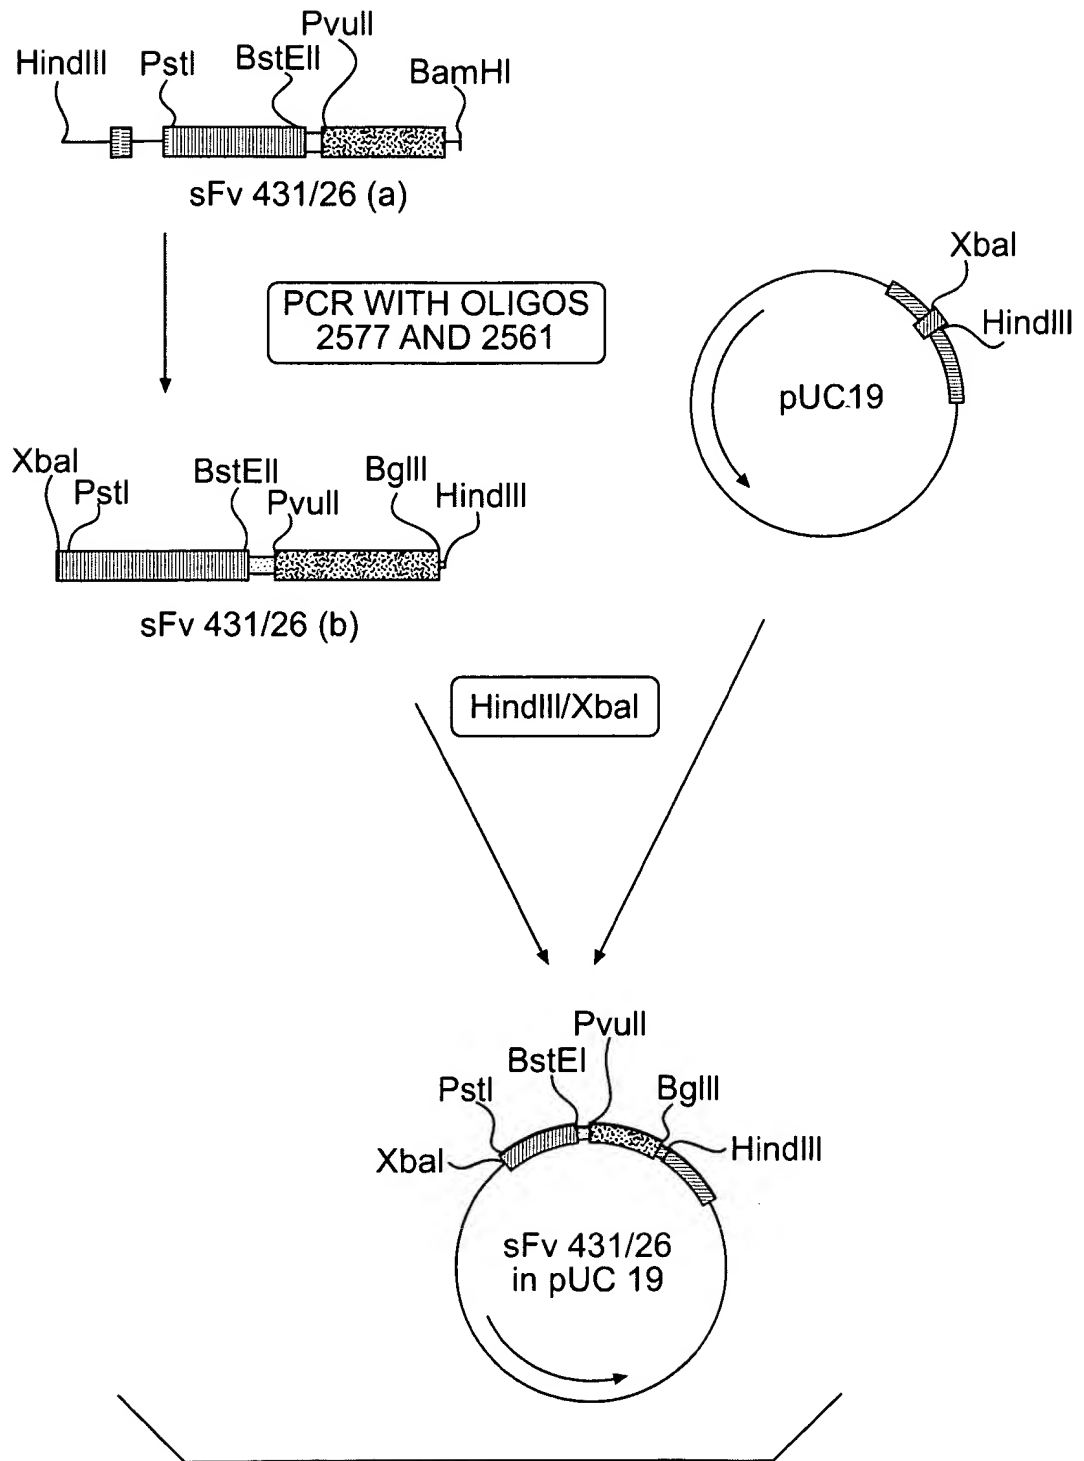 HindIII
PstI
BstEII
PvuII
BamHI
sFv 431/26 (a)
PCR WITH OLIGOS
2577 AND 2561
XbaI
HindIII
pUC19
XbaI
PstI
BstEII
PvuII
BglII
HindIII
sFv 431/26 (b)
HindIII/XbaI
PvuII
BstEI
PstI
BglII
XbaI
HindIII
sFv 431/26
in pUC 19